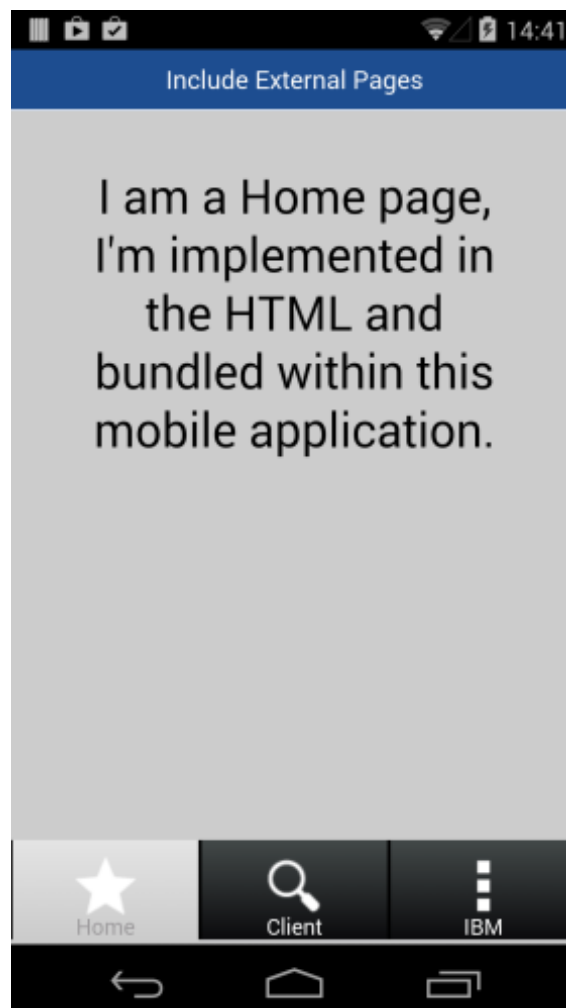 14:41
Include External Pages
I am a Home page,
I'm implemented in
the HTML and
bundled within this
mobile application.
Home
Client
IBM